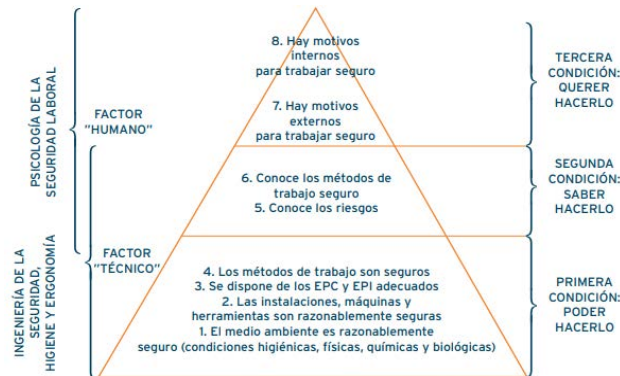 8. Hay motivos
internos
para trabajar seguro
7. Hay motivos
externos
para trabajar seguro
6. Conoce los métodos de
trabajo seguro
5. Conoce los riesgos
4. Los métodos de trabajo son seguros
3. Se dispone de los EPC y EPI adecuados
2. Las instalaciones, máquinas y
herramientas son razonablemente seguras
1. El medio ambiente es razonablemente
seguro (condiciones higiénicas, físicas, químicas y biológicas)
PSICOLOGÍA DE LA
SEGURIDAD LABORAL
FACTOR
"HUMANO"
INGENIERÍA DE LA
SEGURIDAD,
HIGIENE Y ERGONOMÍA
FACTOR
"TÉCNICO"
TERCERA
CONDICIÓN:
QUERER
HACERLO
SEGUNDA
CONDICIÓN:
SABER
HACERLO
PRIMERA
CONDICIÓN:
PODER
HACERLO